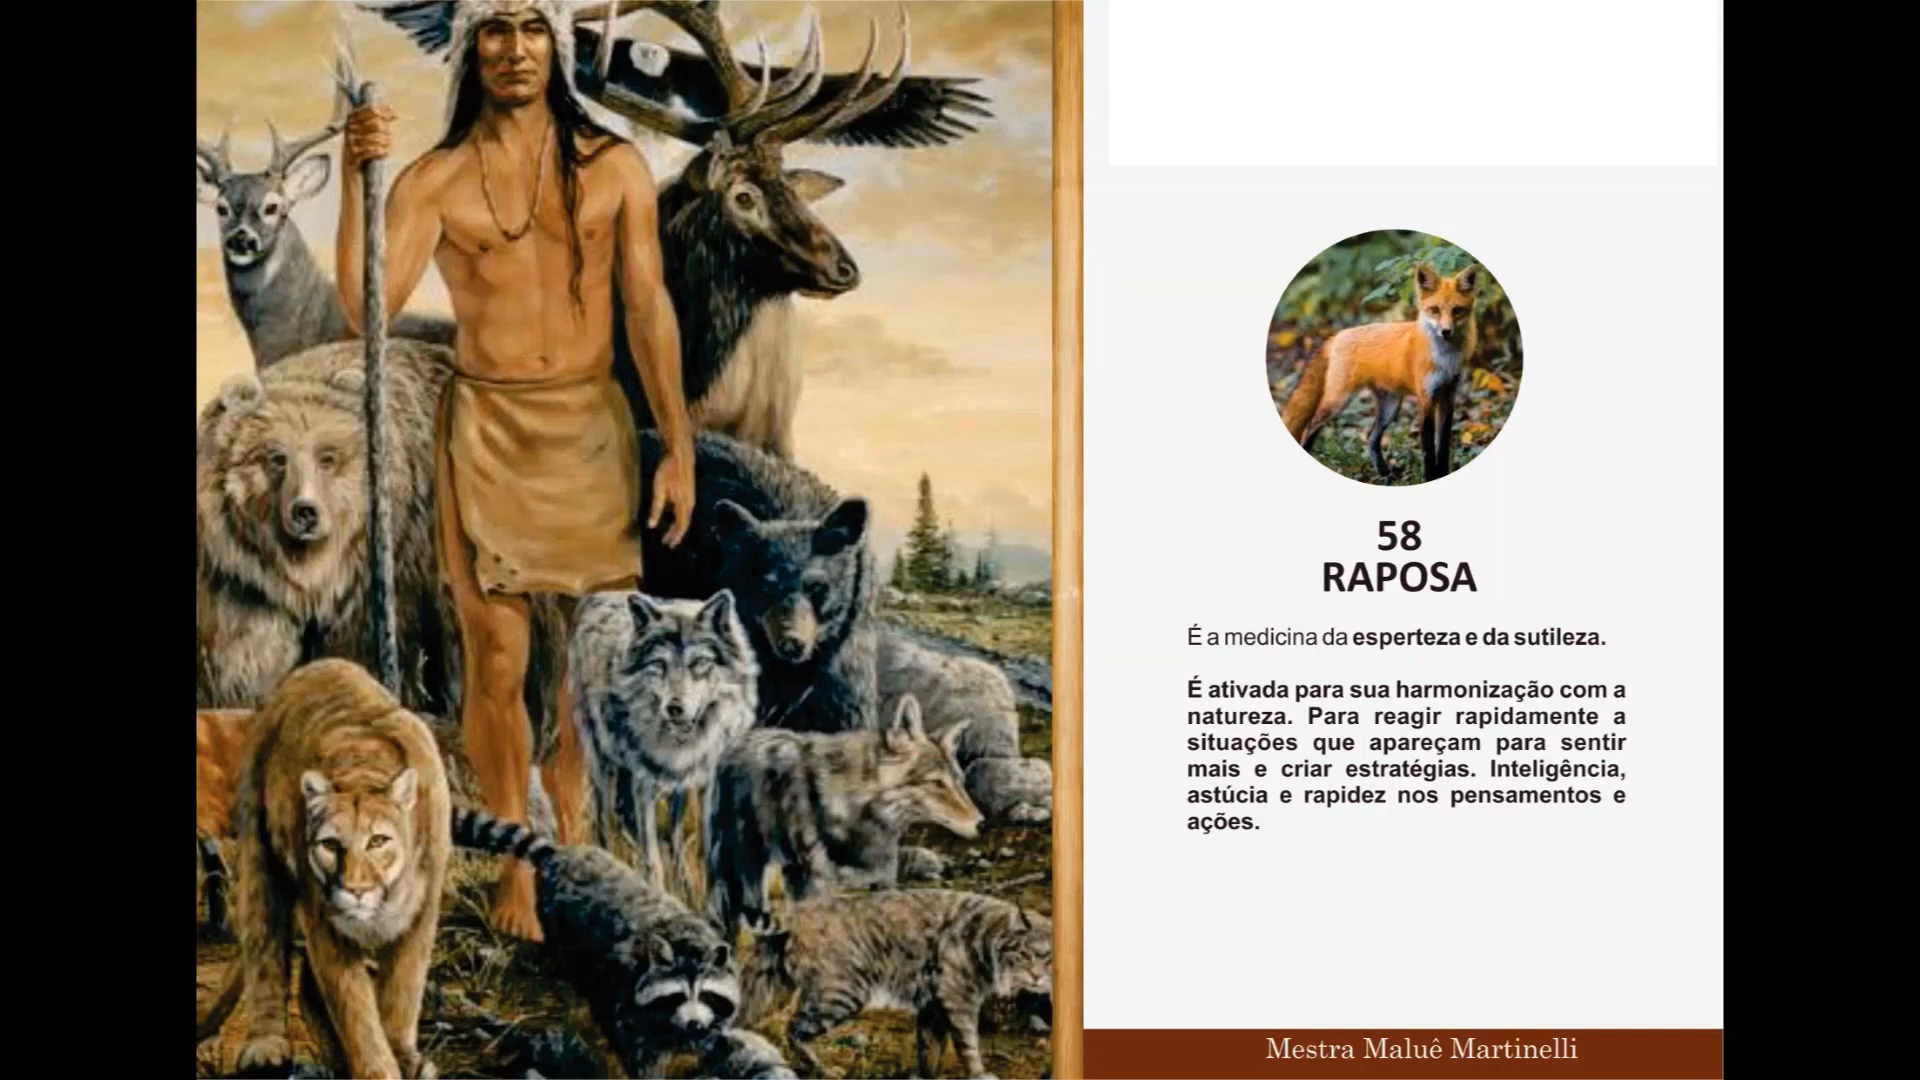 58
RAPOSA
É a medicina da esperteza e da sutileza.
É ativada para sua harmonização com a
natureza. Para reagir rapidamente a
situações que apareçam para sentir
mais e criar estratégias. Inteligência,
astúcia e rapidez nos pensamentos e
ações.
Mestra Maluê Martinelli